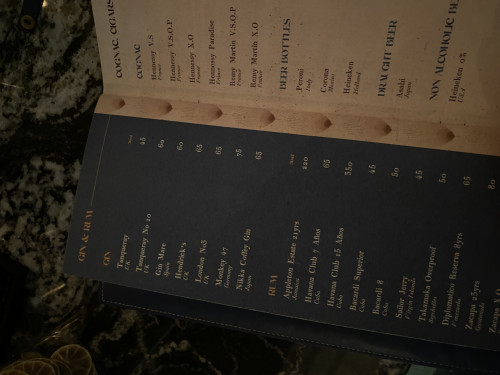 GIN & RUM
GIN
Tanqueray 45
UK
Tanqueray No 10 60
UK
Gin Mare 60
Spain
Hendrick's 65
UK
London No3 65
UK
Monkey 47 75
Germany
Nikka Coffey Gin 65
Japan
RUM
Appleton Estate 21yrs 220
Jamaica
Havana Club 7 Años 65
Cuba
Havana Club 15 Años 350
Cuba
Bacardi Superior 45
Cuba
Bacardi 8 50
Cuba
Sailor Jerry 45
Virgin Islands
Takamaka Overproof 50
Seychelles
Diplomatico Reserva 8yrs 65
Venezuela
Zacapa 23yrs 80
Guatemala
Zacapa X.O
COGNAC, CIGARS
COGNAC
Hennessy V.S
France
Hennessy V.S.O.P
France
Hennessy X.O
France
Hennessy Paradise
France
Remy Martin V.S.O.P
France
Remy Martin X.O
France
BEER BOTTLES
Peroni
Italy
Corona
Mexico
Heineken
Holland
DRAUGHT BEER
Asahi
Japan
NON ALCOHOLIC BE
Heineken 0%